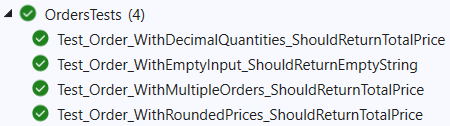 OrdersTests (4)
Test_Order_WithDecimalQuantities_ShouldReturnTotalPrice
Test_Order_WithEmptyInput_ShouldReturnEmptyString
Test_Order_WithMultipleOrders_ShouldReturnTotalPrice
Test_Order_WithRoundedPrices_ShouldReturnTotalPrice